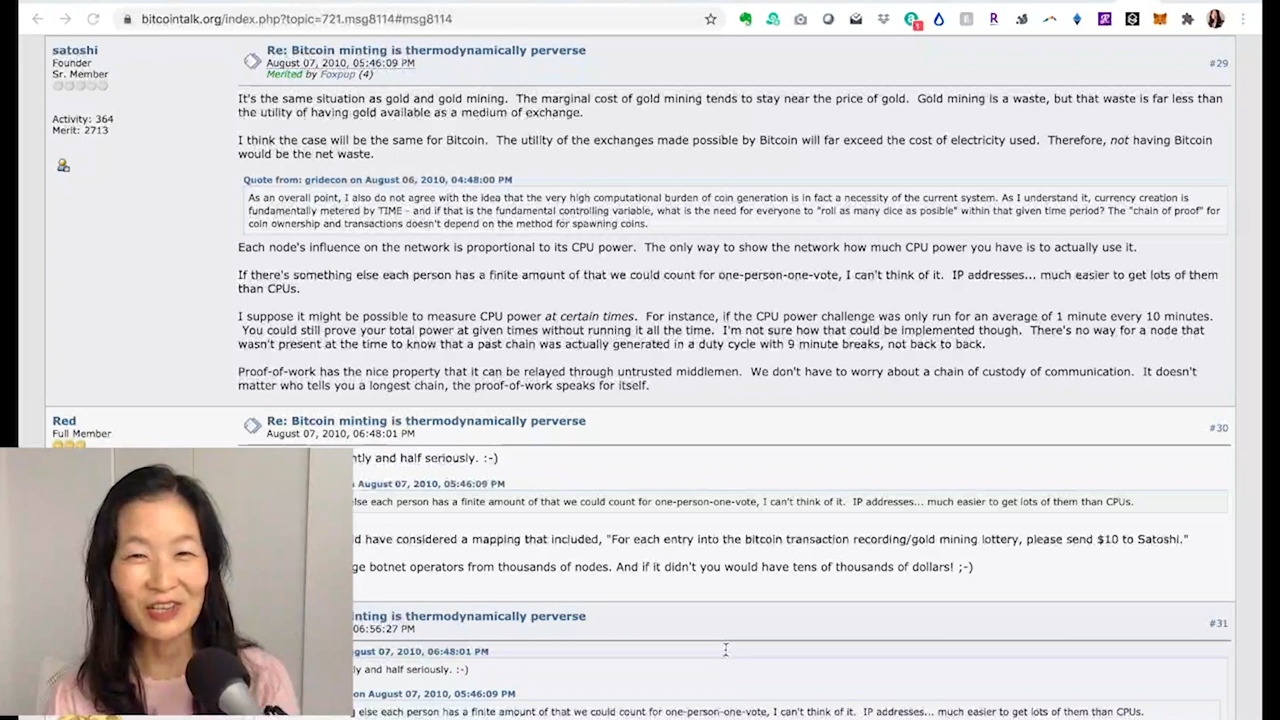 bitcointalk.org/index.php?topic=721.msg8114#msg8114
satoshi
Founder
Sr. Member
Activity: 364
Merit: 2713
Re: Bitcoin minting is thermodynamically perverse
August 07, 2010, 05:46:09 PM
Merited by Foxpup (4)
#29
It's the same situation as gold and gold mining.  The marginal cost of gold mining tends to stay near the price of gold.  Gold mining is a waste, but that waste is far less than
the utility of having gold available as a medium of exchange.
I think the case will be the same for Bitcoin.  The utility of the exchanges made possible by Bitcoin will far exceed the cost of electricity used.  Therefore, not having Bitcoin
would be the net waste.
Quote from: gridecon on August 06, 2010, 04:48:00 PM
As an overall point, I also do not agree with the idea that the very high computational burden of coin generation is in fact a necessity of the current system. As I understand it, currency creation is
fundamentally metered by TIME - and if that is the fundamental controlling variable, what is the need for everyone to "roll as many dice as posible" within that given time period? The "chain of proof" for
coin ownership and transactions doesn't depend on the method for spawning coins.
Each node's influence on the network is proportional to its CPU power.  The only way to show the network how much CPU power you have is to actually use it.
If there's something else each person has a finite amount of that we could count for one-person-one-vote, I can't think of it.  IP addresses... much easier to get lots of them
than CPUs.
I suppose it might be possible to measure CPU power at certain times.  For instance, if the CPU power challenge was only run for an average of 1 minute every 10 minutes.
You could still prove your total power at given times without running it all the time.  I'm not sure how that could be implemented though.  There's no way for a node that
wasn't present at the time to know that a past chain was actually generated in a duty cycle with 9 minute breaks, not back to back.
Proof-of-work has the nice property that it can be relayed through untrusted middlemen.  We don't have to worry about a chain of custody of communication.  It doesn't
matter who tells you a longest chain, the proof-of-work speaks for itself.
Red
Full Member
Re: Bitcoin minting is thermodynamically perverse
August 07, 2010, 06:48:01 PM
#30
ntly and half seriously. :-)
August 07, 2010, 05:46:09 PM
lse each person has a finite amount of that we could count for one-person-one-vote, I can't think of it.  IP addresses... much easier to get lots of them than CPUs.
d have considered a mapping that included, "For each entry into the bitcoin transaction recording/gold mining lottery, please send $10 to Satoshi."
ge botnet operators from thousands of nodes. And if it didn't you would have tens of thousands of dollars! ;-)
inting is thermodynamically perverse
06:56:27 PM
#31
gust 07, 2010, 06:48:01 PM
ly and half seriously. :-)
on August 07, 2010, 05:46:09 PM
else each person has a finite amount of that we could count for one-person-one-vote, I can't think of it.  IP addresses... much easier to get lots of them than CPUs.